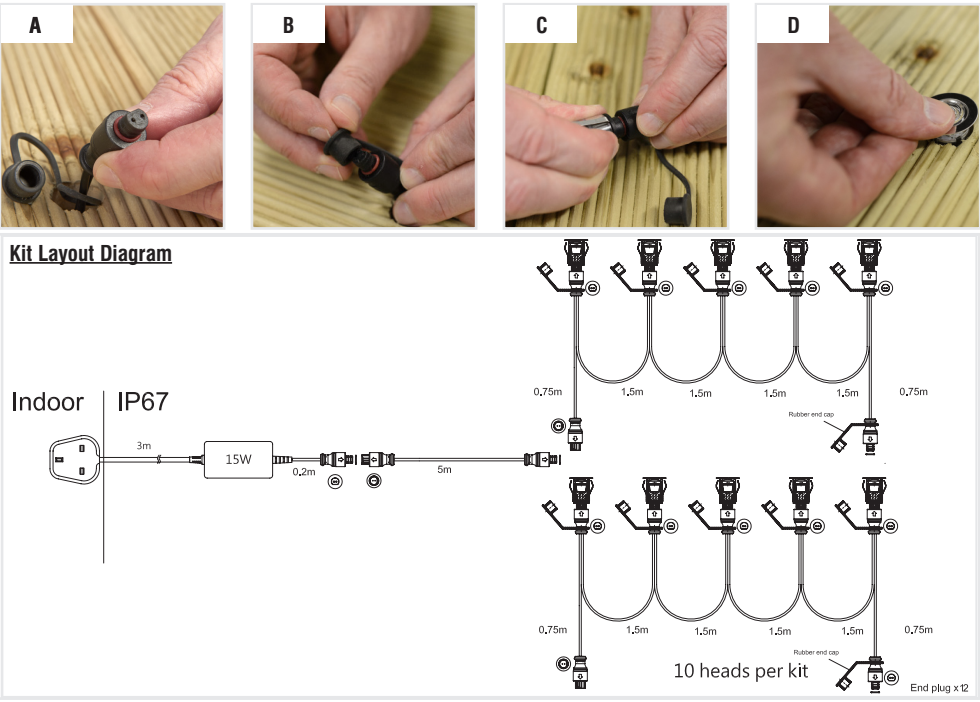 A
B
C
D
Kit Layout Diagram
Indoor
IP67
3m
15W
0.2m
5m
0.75m
1.5m
1.5m
1.5m
1.5m
0.75m
Rubber end cap
0.75m
1.5m
1.5m
1.5m
1.5m
0.75m
Rubber end cap
10 heads per kit
End plug x12